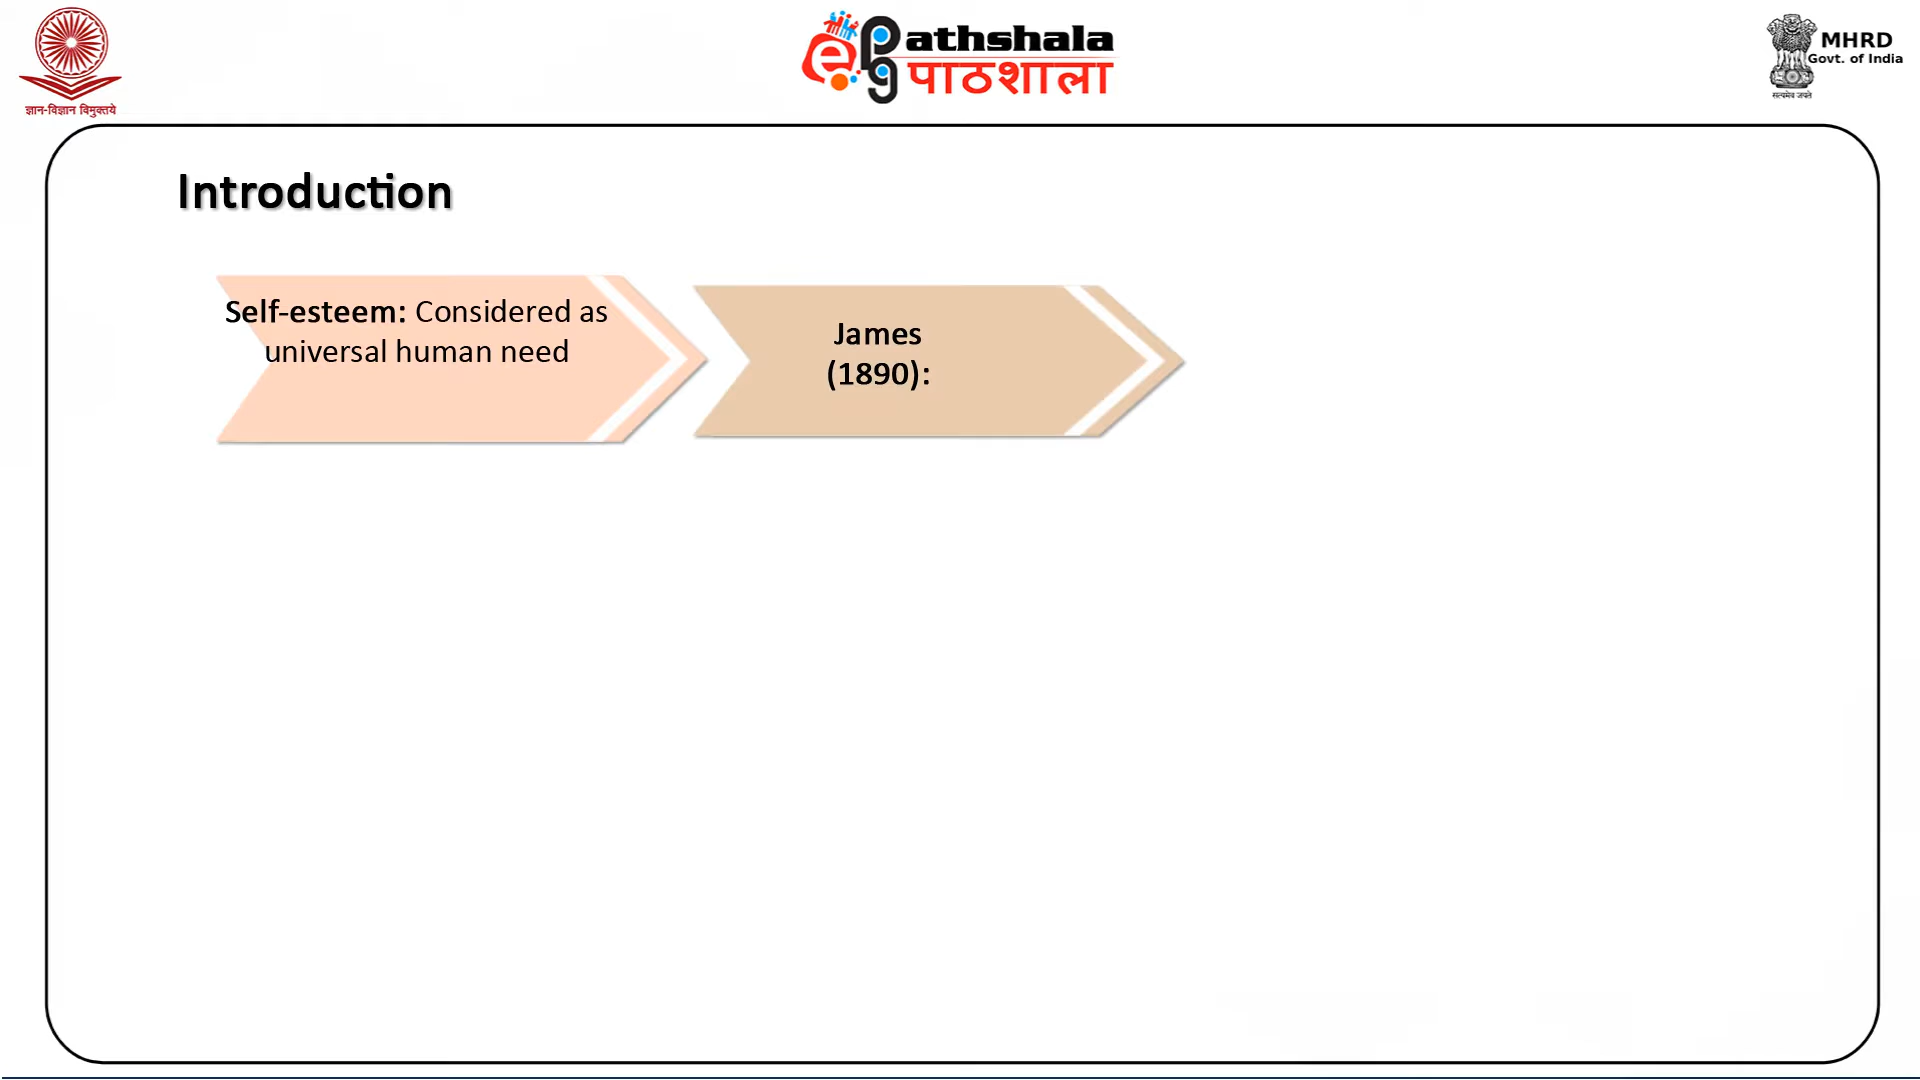 ज्ञान-विज्ञान विमुक्तये
ePg athshala
पाठशाला
MHRD
Govt. of India
सत्यमेव जयते
Introduction
Self-esteem: Considered as
universal human need
James
(1890):